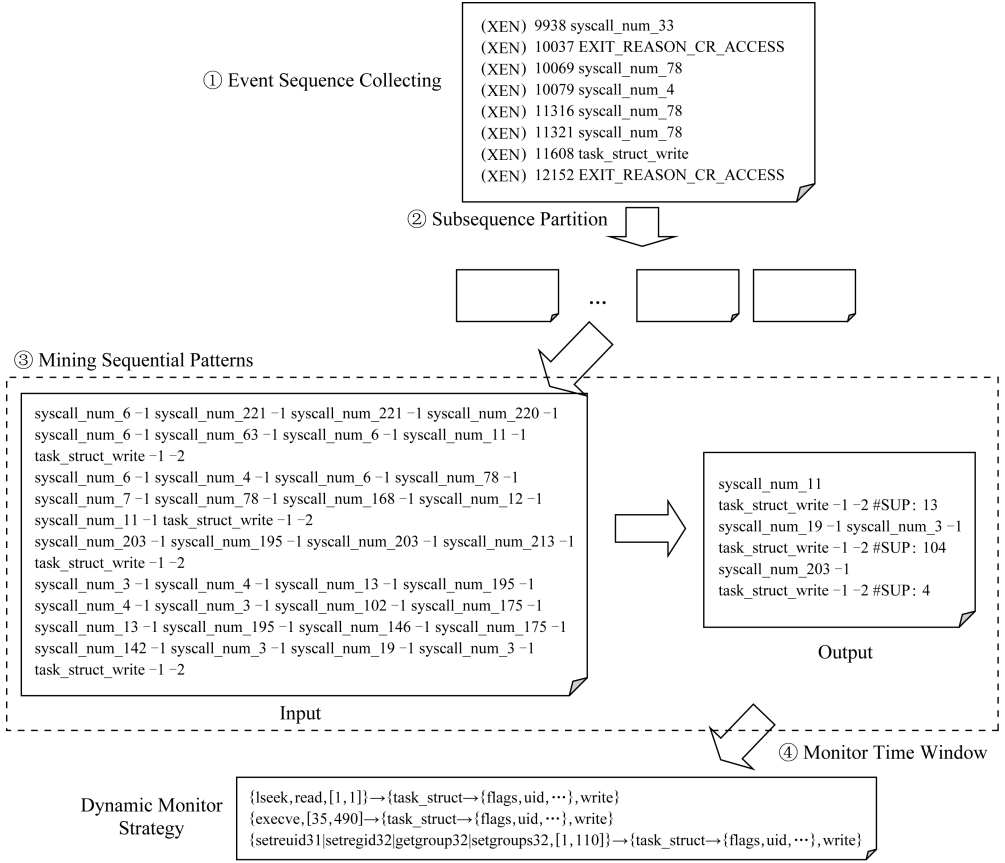 (XEN) 9938 syscall_num_33
(XEN) 10037 EXIT_REASON_CR_ACCESS
(XEN) 10069 syscall_num_78
(XEN) 10079 syscall_num_4
(XEN) 11316 syscall_num_78
(XEN) 11321 syscall_num_78
(XEN) 11608 task_struct_write
(XEN) 12152 EXIT_REASON_CR_ACCESS
① Event Sequence Collecting
② Subsequence Partition
...
③ Mining Sequential Patterns
syscall_num_6 −1 syscall_num_221 −1 syscall_num_221 −1 syscall_num_220 −1
syscall_num_6 −1 syscall_num_63 −1 syscall_num_6 −1 syscall_num_11 −1
task_struct_write −1 −2
syscall_num_6 −1 syscall_num_4 −1 syscall_num_6 −1 syscall_num_78 −1
syscall_num_7 −1 syscall_num_78 −1 syscall_num_168 −1 syscall_num_12 −1
syscall_num_11 −1 task_struct_write −1 −2
syscall_num_203 −1 syscall_num_195 −1 syscall_num_203 −1 syscall_num_213 −1
task_struct_write −1 −2
syscall_num_3 −1 syscall_num_4 −1 syscall_num_13 −1 syscall_num_195 −1
syscall_num_4 −1 syscall_num_3 −1 syscall_num_102 −1 syscall_num_175 −1
syscall_num_13 −1 syscall_num_195 −1 syscall_num_146 −1 syscall_num_175 −1
syscall_num_142 −1 syscall_num_3 −1 syscall_num_19 −1 syscall_num_3 −1
task_struct_write −1 −2
Input
syscall_num_11
task_struct_write −1 −2 #SUP: 13
syscall_num_19 −1 syscall_num_3 −1
task_struct_write −1 −2 #SUP: 104
syscall_num_203 −1
task_struct_write −1 −2 #SUP: 4
Output
④ Monitor Time Window
Dynamic Monitor
Strategy
{lseek,read,[1,1]}→{task_struct→{flags,uid,⋯},write}
{execve,[35,490]→{task_struct→{flags,uid,⋯},write}
{setreuid31|setregid32|getgroup32|setgroups32,[1,110]}→{task_struct→{flags,uid,⋯},write}